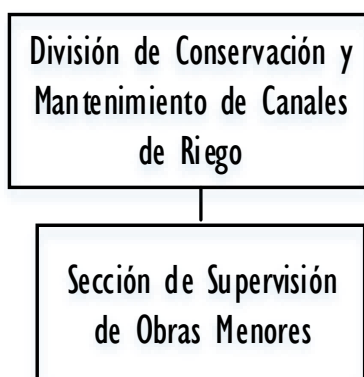 División de Conservación y
Mantenimiento de Canales
de Riego
Sección de Supervisión
de Obras Menores